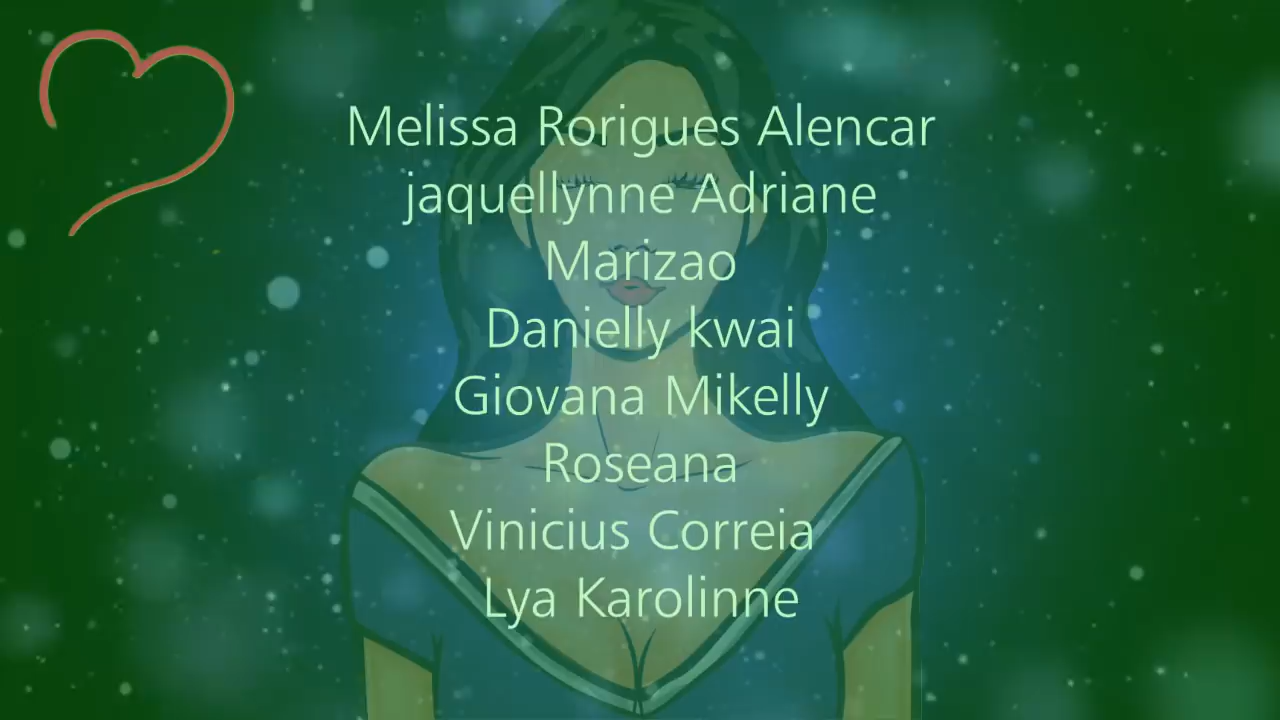 Melissa Rorigues Alencar
jaquellynne Adriane
Marizao
Danielly kwai
Giovana Mikelly
Roseana
Vinicius Correia
Lya Karolinne